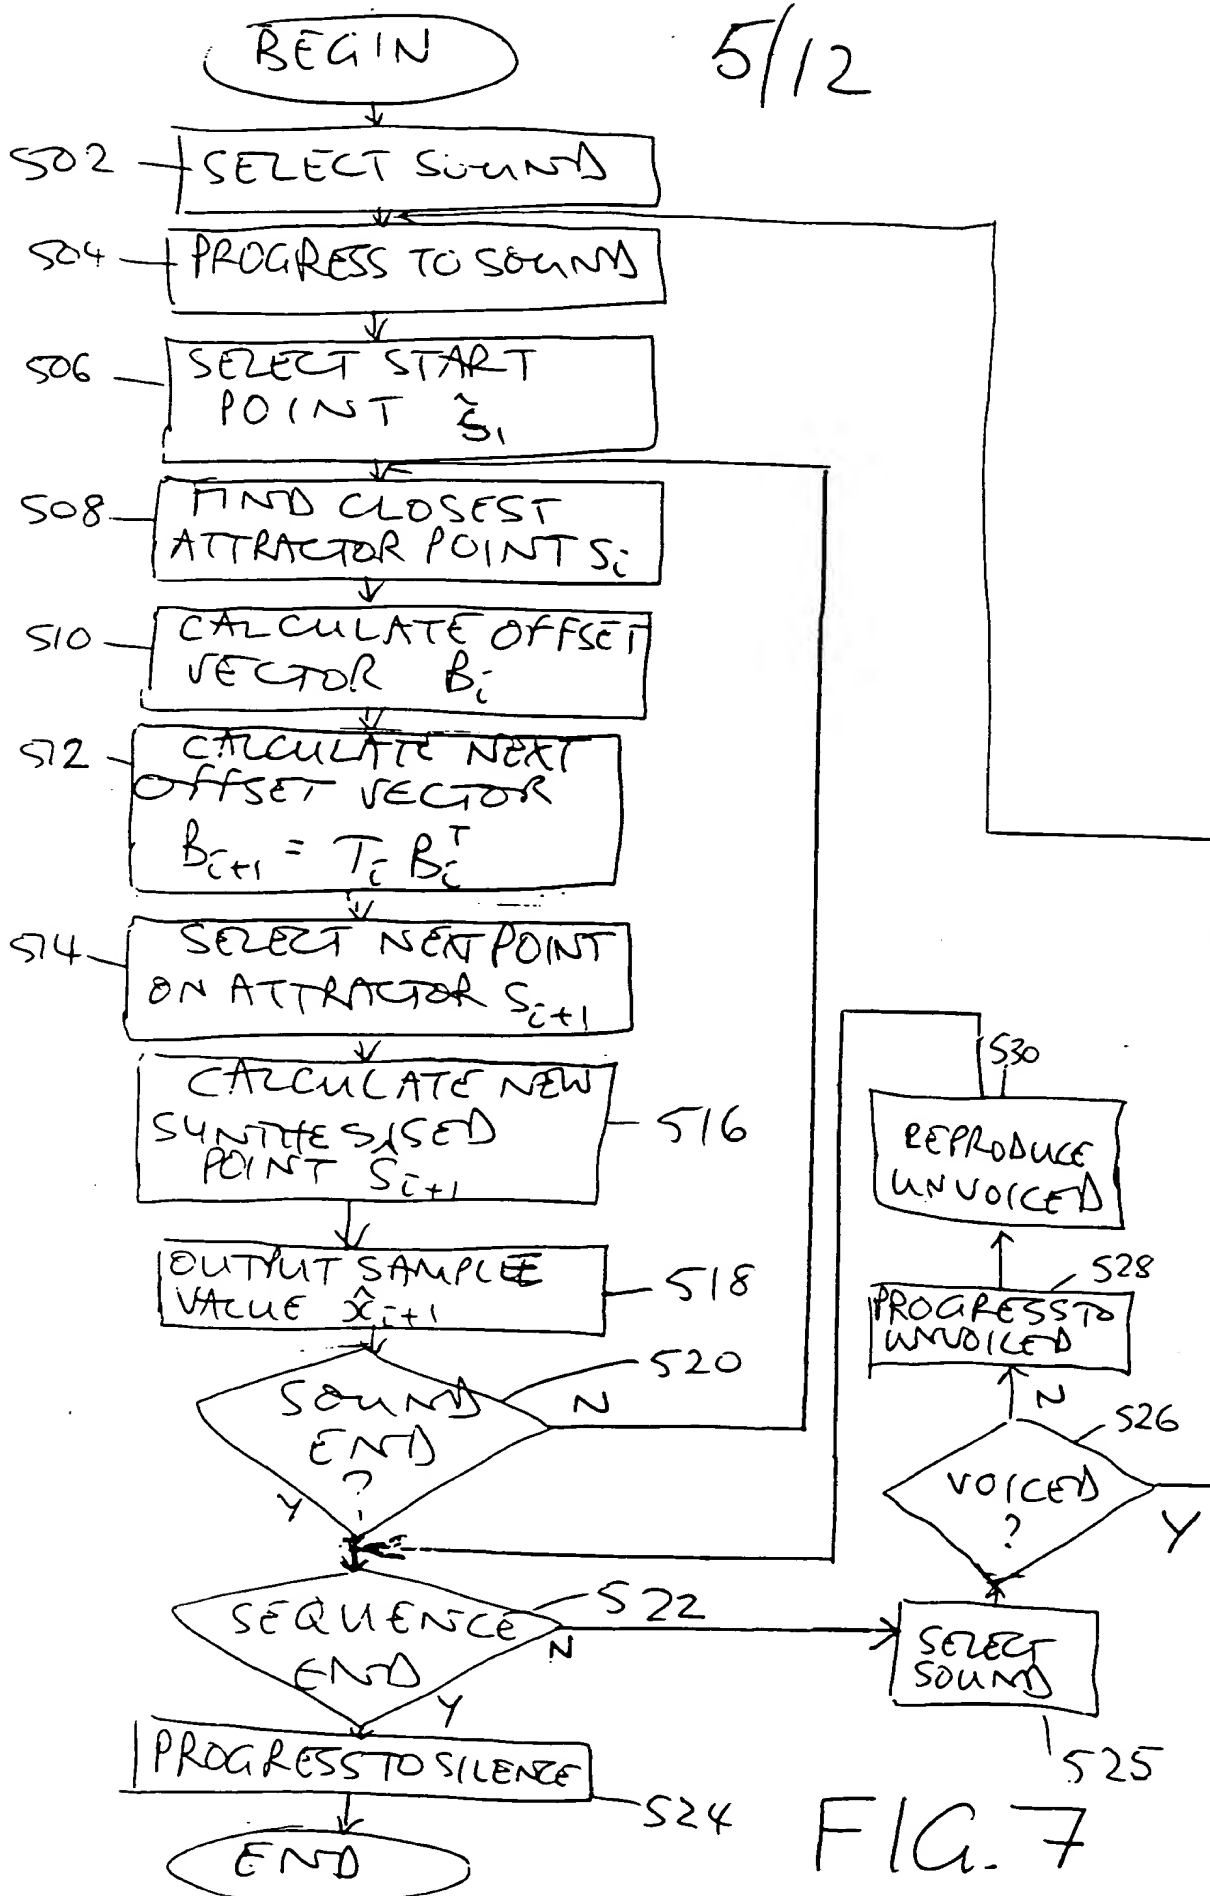 BEGIN
5/12
502
SELECT SOUND
504
PROGRESS TO SOUND
506
SELECT START
POINT s̃₁
508
FIND CLOSEST
ATTRACTOR POINT Sᵢ
510
CALCULATE OFFSET
VECTOR Bᵢ
512
CALCULATE NEXT
OFFSET VECTOR
Bᵢ₊₁ = Tᵢ Bᵢᵀ
514
SELECT NEXT POINT
ON ATTRACTOR Sᵢ₊₁
CALCULATE NEW
SYNTHESISED
POINT Ŝᵢ₊₁
516
OUTPUT SAMPLE
VALUE x̂ᵢ₊₁
518
SOUND
END
?
520
N
Y
SEQUENCE
END
522
N
Y
PROGRESS TO SILENCE
524
END
530
REPRODUCE
UNVOICED
528
PROGRESS TO
UNVOICED
N
526
VOICED
?
Y
SELECT
SOUND
525
FIG. 7